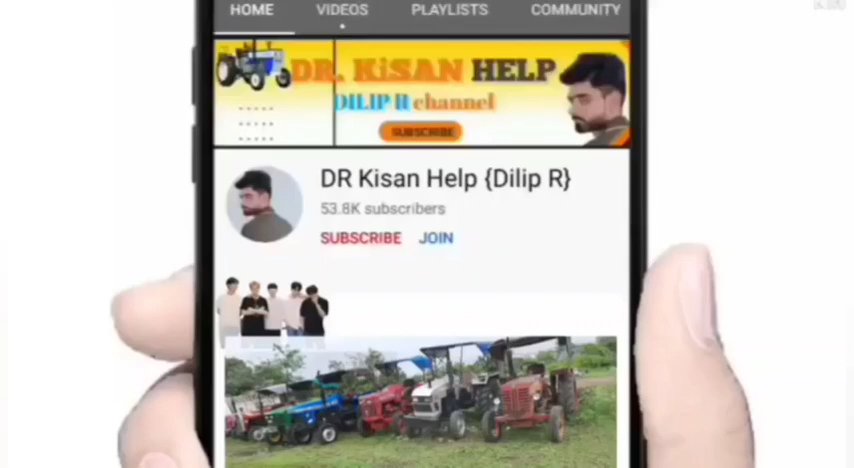 HOME VIDEOS PLAYLISTS COMMUNITY
DR. KiSAN HELP
DILIP R channel
SUBSCRIBE
DR Kisan Help {Dilip R}
53.8K subscribers
SUBSCRIBE JOIN